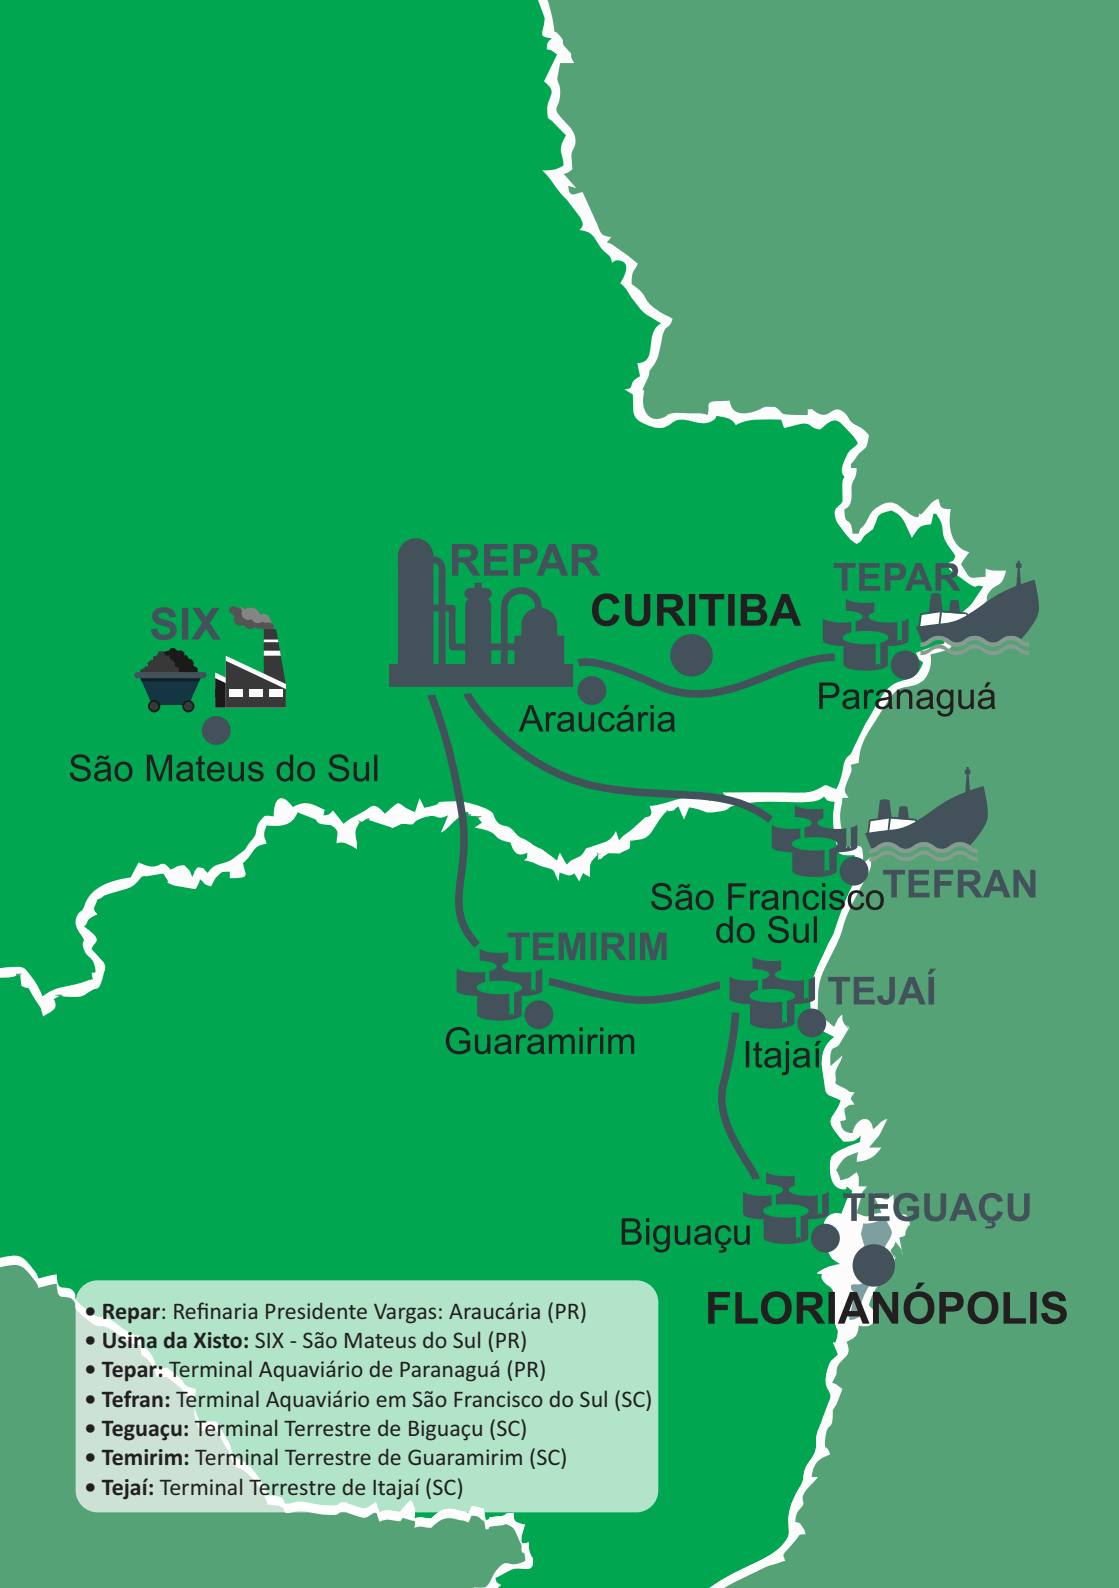 REPAR
TEPAR
CURITIBA
SIX
Paranaguá
Araucária
São Mateus do Sul
TEFRAN
São Francisco
do Sul
TEMIRIM
TEJAÍ
Guaramirim
Itajaí
TEGUAÇU
Biguaçu
FLORIANÓPOLIS
• Repar: Refinaria Presidente Vargas: Araucária (PR)
• Usina da Xisto: SIX - São Mateus do Sul (PR)
• Tepar: Terminal Aquaviário de Paranaguá (PR)
• Tefran: Terminal Aquaviário em São Francisco do Sul (SC)
• Teguaçu: Terminal Terrestre de Biguaçu (SC)
• Temirim: Terminal Terrestre de Guaramirim (SC)
• Tejaí: Terminal Terrestre de Itajaí (SC)